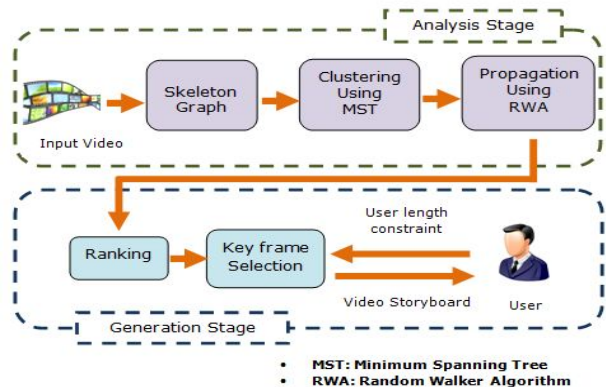 Analysis Stage
Input Video
Skeleton
Graph
Clustering
Using
MST
Propagation
Using
RWA
Ranking
Key frame
Selection
User length
constraint
Video Storyboard
User
Generation Stage
• MST: Minimum Spanning Tree
• RWA: Random Walker Algorithm